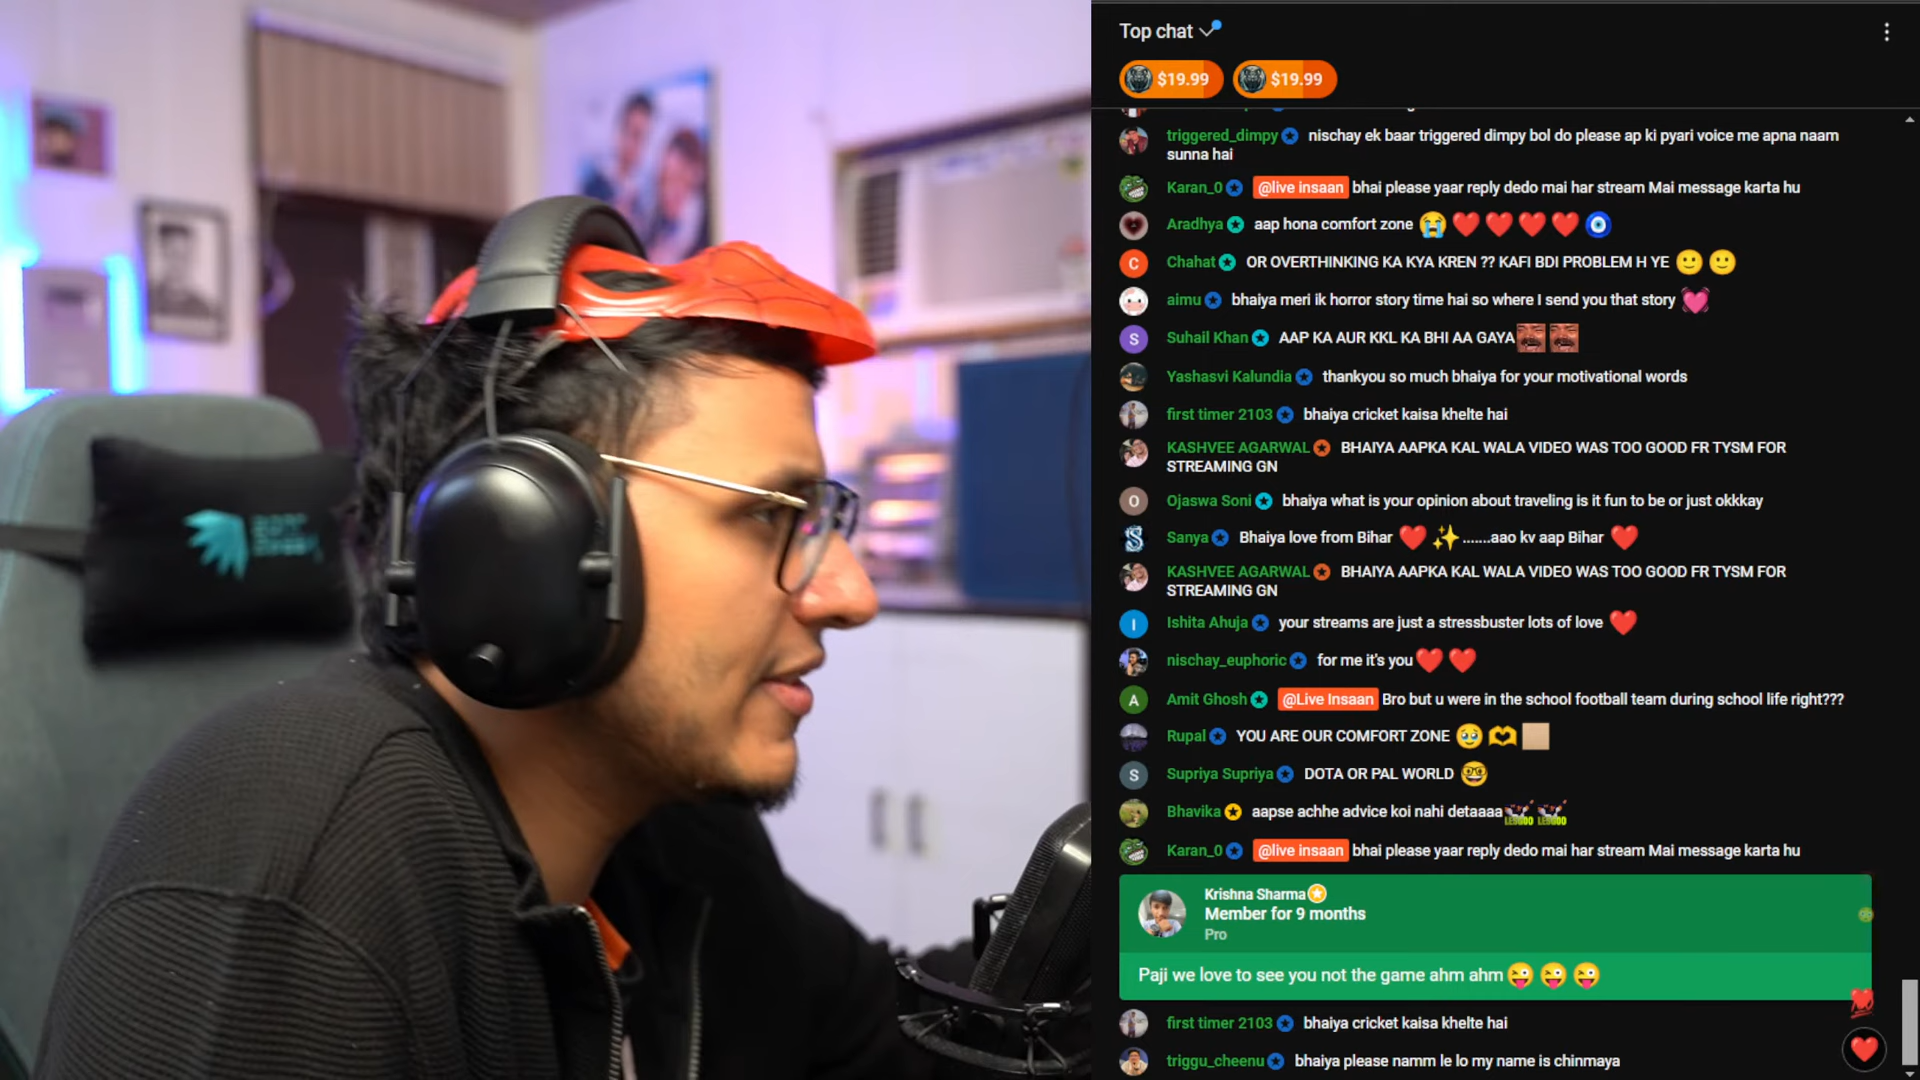 Top chat
$19.99 $19.99
triggered_dimpy nischay ek baar triggered dimpy bol do please ap ki pyari voice me apna naam
sunna hai
Karan_0 @live insaan bhai please yaar reply dedo mai har stream Mai message karta hu
Aradhya aap hona comfort zone 😭❤️❤️❤️❤️🧿
C Chahat OR OVERTHINKING KA KYA KREN ?? KAFI BDI PROBLEM H YE 🙂🙂
aimu bhaiya meri ik horror story time hai so where I send you that story 💓
S Suhail Khan AAP KA AUR KKL KA BHI AA GAYA
Yashasvi Kalundia thankyou so much bhaiya for your motivational words
first timer 2103 bhaiya cricket kaisa khelte hai
KASHVEE AGARWAL BHAIYA AAPKA KAL WALA VIDEO WAS TOO GOOD FR TYSM FOR
STREAMING GN
O Ojaswa Soni bhaiya what is your opinion about traveling is it fun to be or just okkkay
S Sanya Bhaiya love from Bihar ❤️✨.......aao kv aap Bihar ❤️
KASHVEE AGARWAL BHAIYA AAPKA KAL WALA VIDEO WAS TOO GOOD FR TYSM FOR
STREAMING GN
I Ishita Ahuja your streams are just a stressbuster lots of love ❤️
nischay_euphoric for me it's you❤️❤️
A Amit Ghosh @Live Insaan Bro but u were in the school football team during school life right???
Rupal YOU ARE OUR COMFORT ZONE 🥹🫶🏼
S Supriya Supriya DOTA OR PAL WORLD 🤓
Bhavika aapse achhe advice koi nahi detaaaa LESGOO LESGOO
Karan_0 @live insaan bhai please yaar reply dedo mai har stream Mai message karta hu
Krishna Sharma
Member for 9 months
Pro
Paji we love to see you not the game ahm ahm😜😜😜
first timer 2103 bhaiya cricket kaisa khelte hai
triggu_cheenu bhaiya please namm le lo my name is chinmaya